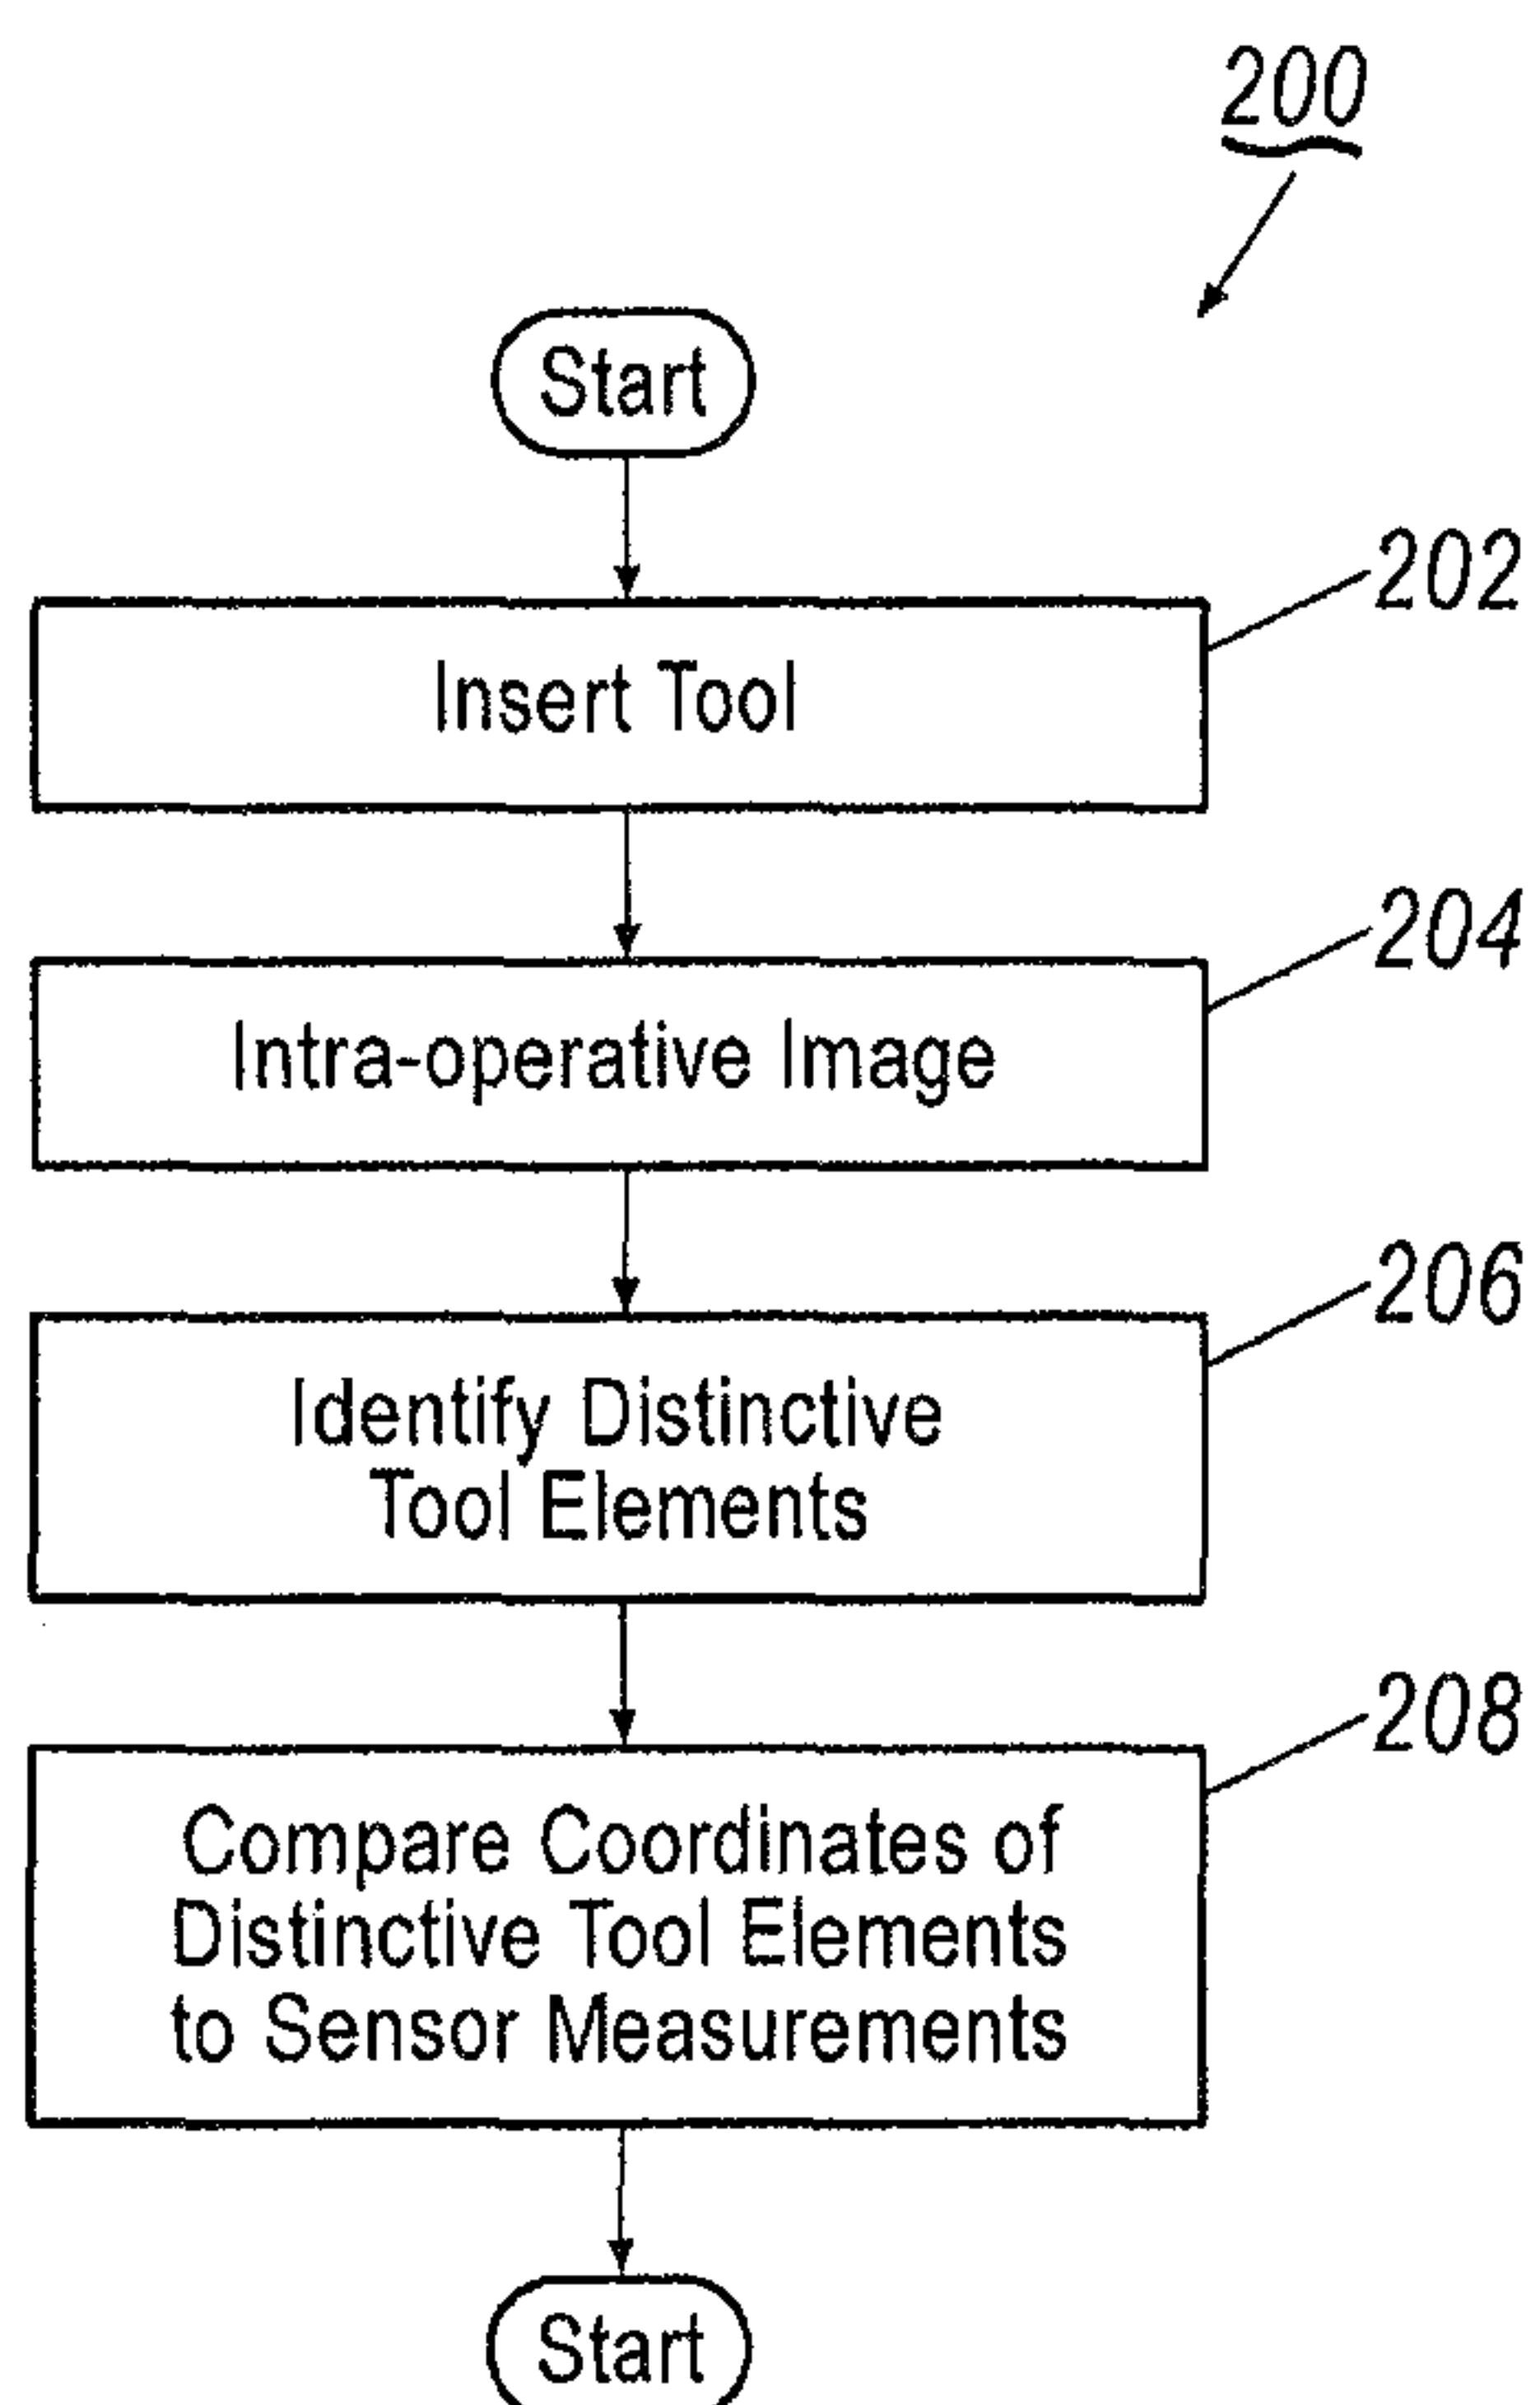 200
Start
202
Insert Tool
204
Intra-operative Image
206
Identify Distinctive
Tool Elements
208
Compare Coordinates of
Distinctive Tool Elements
to Sensor Measurements
Start